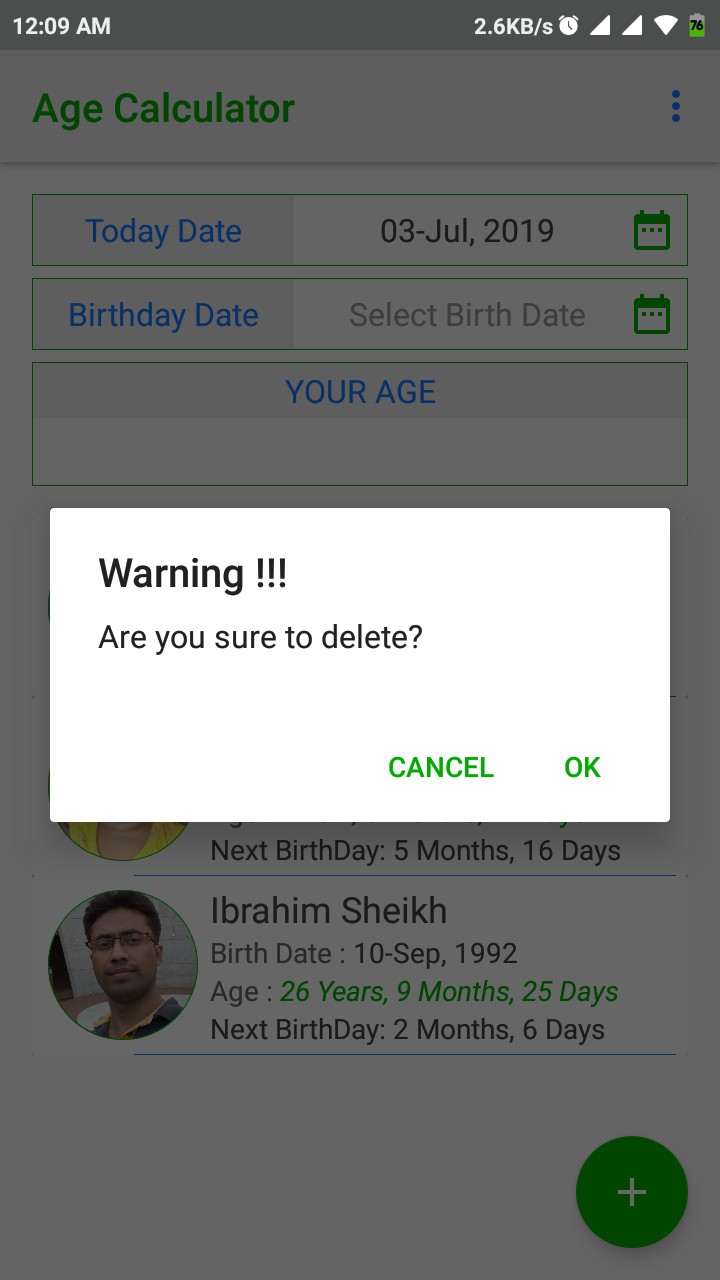 12:09 AM 2.6KB/s 76
Age Calculator
Today Date 03-Jul, 2019
Birthday Date Select Birth Date
YOUR AGE
Warning !!!
Are you sure to delete?
CANCEL OK
Next BirthDay: 5 Months, 16 Days
Ibrahim Sheikh
Birth Date : 10-Sep, 1992
Age : 26 Years, 9 Months, 25 Days
Next BirthDay: 2 Months, 6 Days